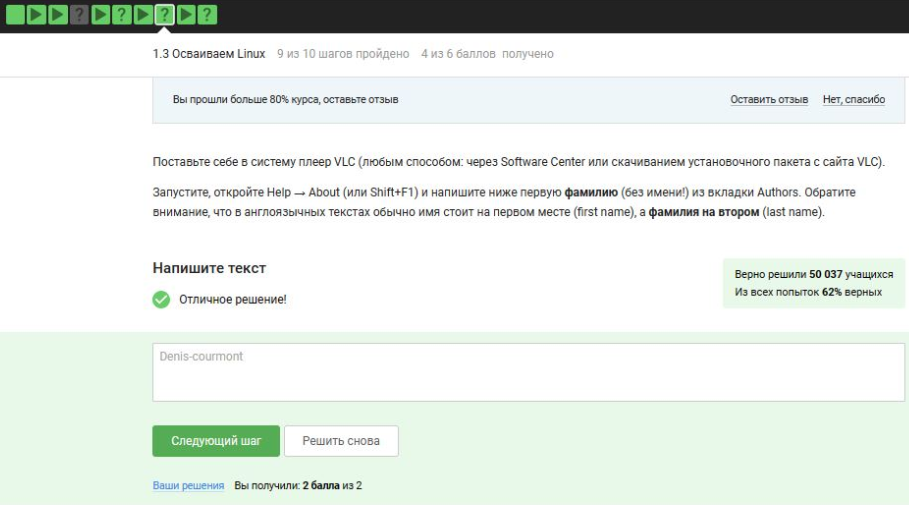 ? ? ? ?
1.3 Осваиваем Linux 9 из 10 шагов пройдено 4 из 6 баллов получено
Вы прошли больше 80% курса, оставьте отзыв Оставить отзыв Нет, спасибо
Поставьте себе в систему плеер VLC (любым способом: через Software Center или скачиванием установочного пакета с сайта VLC).
Запустите, откройте Help → About (или Shift+F1) и напишите ниже первую фамилию (без имени!) из вкладки Authors. Обратите
внимание, что в англоязычных текстах обычно имя стоит на первом месте (first name), а фамилия на втором (last name).
Напишите текст
Отличное решение!
Верно решили 50 037 учащихся
Из всех попыток 62% верных
Denis-courmont
Следующий шаг Решить снова
Ваши решения Вы получили: 2 балла из 2